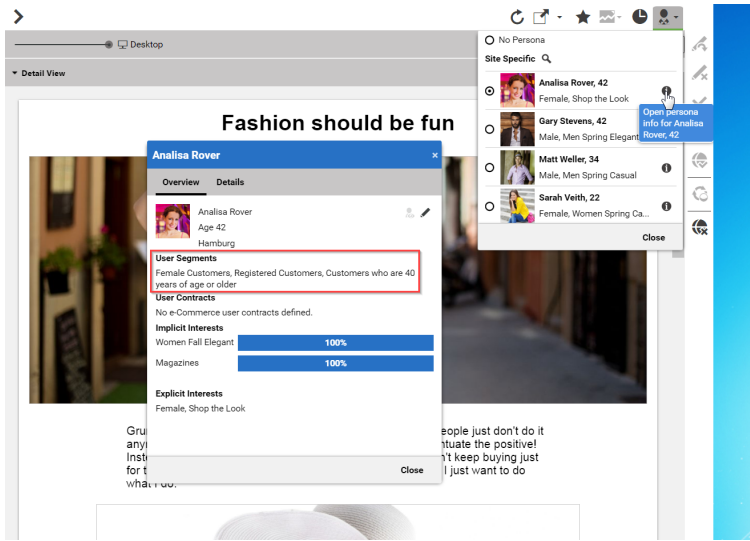 Desktop
No Persona
Site Specific
Analisa Rover, 42
Female, Shop the Look
Open persona
info for Analisa
Rover, 42
Gary Stevens, 42
Male, Men Spring Elegant
Matt Weller, 34
Male, Men Spring Casual
Sarah Veith, 22
Female, Women Spring Ca...
Close
Detail View
Fashion should be fun
Analisa Rover
×
Overview Details
Analisa Rover
Age 42
Hamburg
User Segments
Female Customers, Registered Customers, Customers who are 40
years of age or older
User Contracts
No e-Commerce user contracts defined.
Implicit Interests
Women Fall Elegant 100%
Magazines 100%
Explicit Interests
Female, Shop the Look
Close
people just don't do it
the positive!
keep buying just
for I just want to do
what I do.